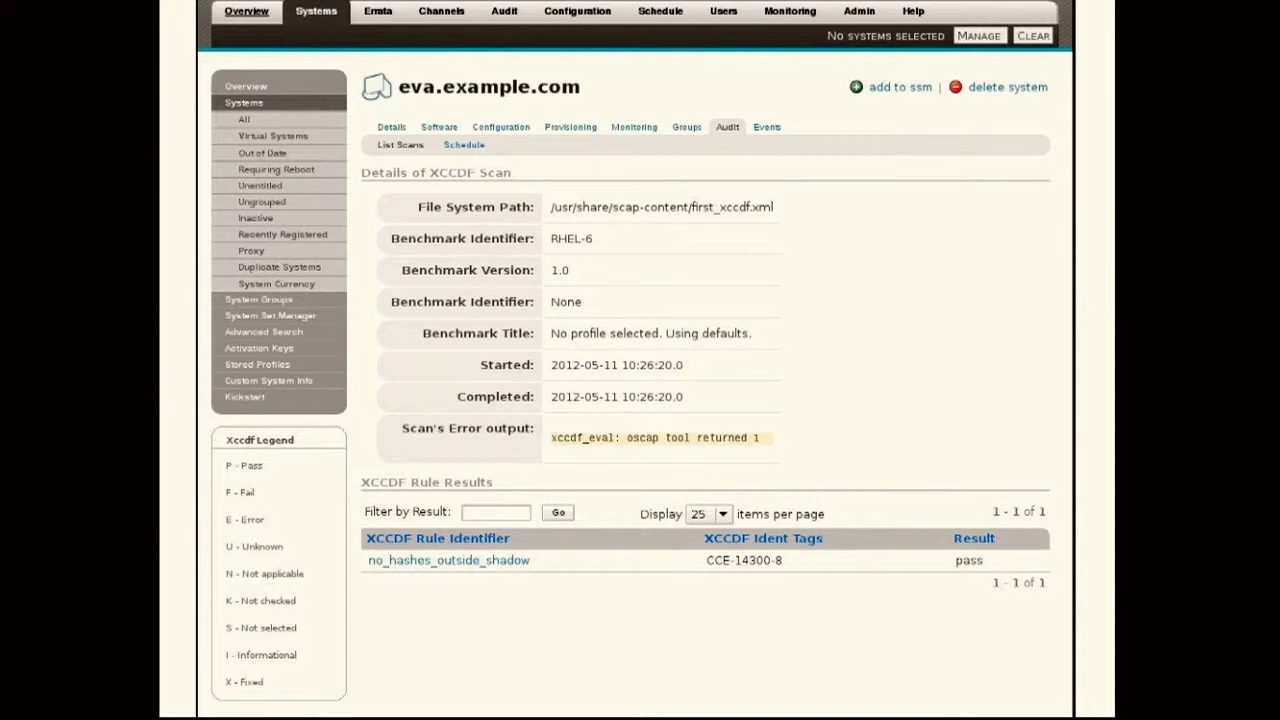 Overview Systems Errata Channels Audit Configuration Schedule Users Monitoring Admin Help
No systems selected Manage Clear
Overview
Systems
All
Virtual Systems
Out of Date
Requiring Reboot
Unentitled
Ungrouped
Inactive
Recently Registered
Proxy
Duplicate Systems
System Currency
System Groups
System Set Manager
Advanced Search
Activation Keys
Stored Profiles
Custom System Info
Kickstart
Xccdf Legend
P - Pass
F - Fail
E - Error
U - Unknown
N - Not applicable
K - Not checked
S - Not selected
I - Informational
X - Fixed
eva.example.com add to ssm | delete system
Details Software Configuration Provisioning Monitoring Groups Audit Events
List Scans Schedule
Details of XCCDF Scan
File System Path: /usr/share/scap-content/first_xccdf.xml
Benchmark Identifier: RHEL-6
Benchmark Version: 1.0
Benchmark Identifier: None
Benchmark Title: No profile selected. Using defaults.
Started: 2012-05-11 10:26:20.0
Completed: 2012-05-11 10:26:20.0
Scan's Error output: xccdf_eval: oscap tool returned 1
XCCDF Rule Results
Filter by Result: Go Display 25 items per page 1 - 1 of 1
XCCDF Rule Identifier XCCDF Ident Tags Result
no_hashes_outside_shadow CCE-14300-8 pass
1 - 1 of 1